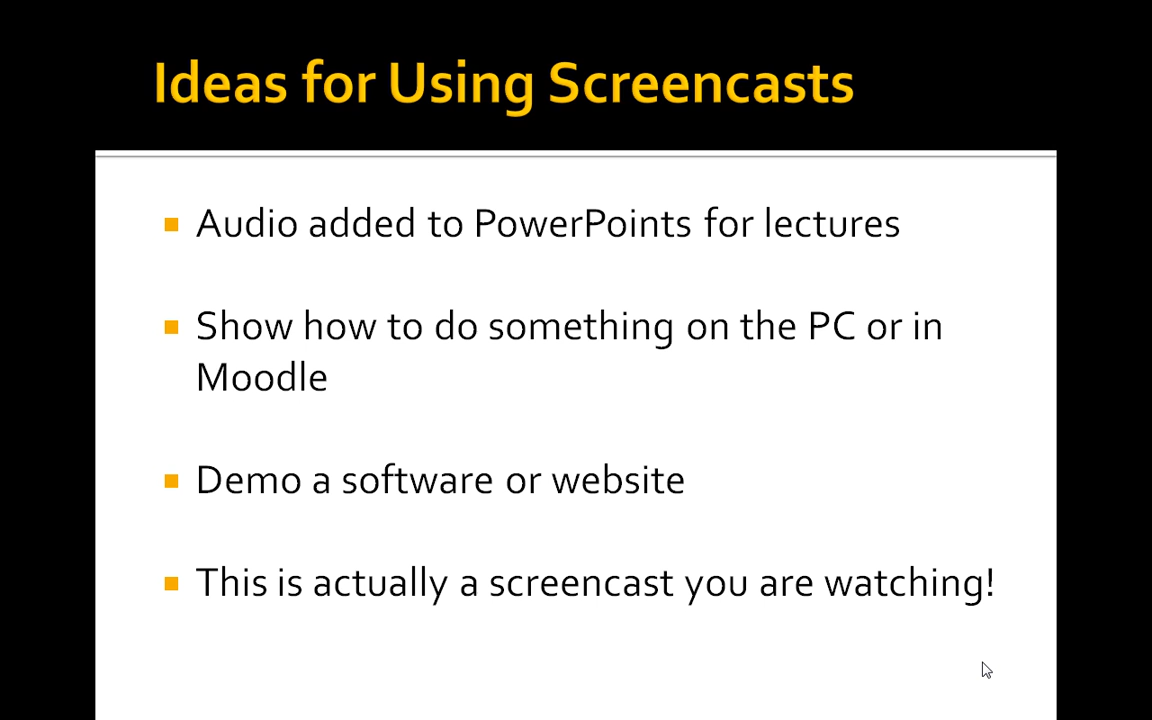 Ideas for Using Screencasts
Audio added to PowerPoints for lectures
Show how to do something on the PC or in
Moodle
Demo a software or website
This is actually a screencast you are watching!